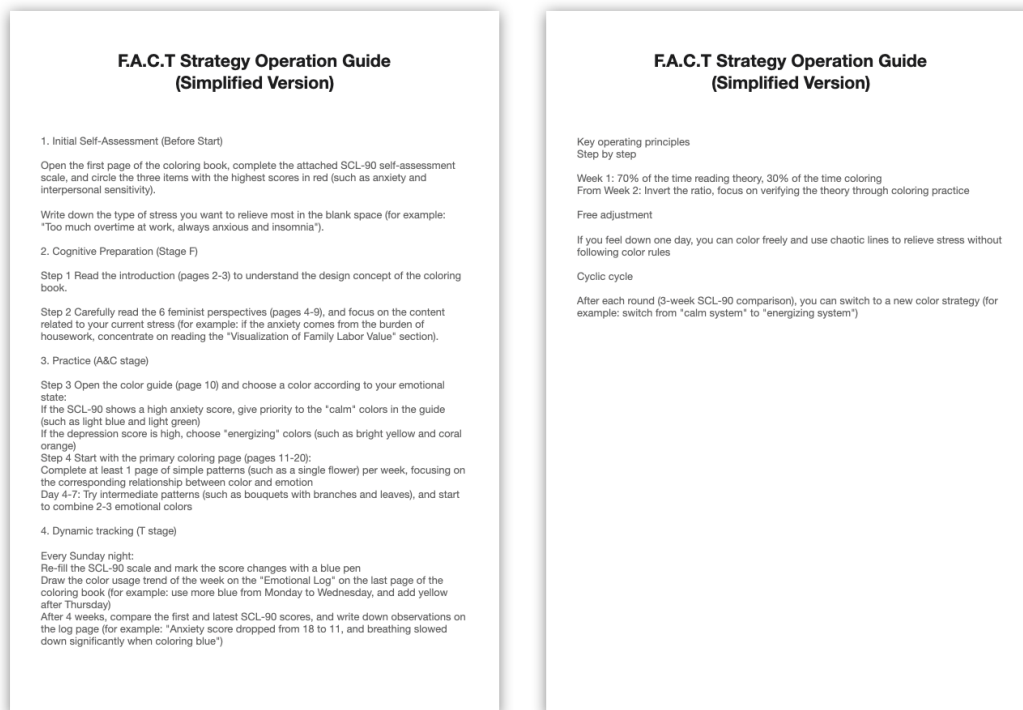 F.A.C.T Strategy Operation Guide
(Simplified Version)
1. Initial Self-Assessment (Before Start)
Open the first page of the coloring book, complete the attached SCL-90 self-assessment
scale, and circle the three items with the highest scores in red (such as anxiety and
interpersonal sensitivity).
Write down the type of stress you want to relieve most in the blank space (for example:
"Too much overtime at work, always anxious and insomnia").
2. Cognitive Preparation (Stage F)
Step 1 Read the introduction (pages 2-3) to understand the design concept of the coloring
book.
Step 2 Carefully read the 6 feminist perspectives (pages 4-9), and focus on the content
related to your current stress (for example: if the anxiety comes from the burden of
housework, concentrate on reading the "Visualization of Family Labor Value" section).
3. Practice (A&C stage)
Step 3 Open the color guide (page 10) and choose a color according to your emotional
state:
If the SCL-90 shows a high anxiety score, give priority to the "calm" colors in the guide
(such as light blue and light green)
If the depression score is high, choose "energizing" colors (such as bright yellow and coral
orange)
Step 4 Start with the primary coloring page (pages 11-20):
Complete at least 1 page of simple patterns (such as a single flower) per week, focusing on
the corresponding relationship between color and emotion
Day 4-7: Try intermediate patterns (such as bouquets with branches and leaves), and start
to combine 2-3 emotional colors
4. Dynamic tracking (T stage)
Every Sunday night:
Re-fill the SCL-90 scale and mark the score changes with a blue pen
Draw the color usage trend of the week on the "Emotional Log" on the last page of the
coloring book (for example: use more blue from Monday to Wednesday, and add yellow
after Thursday)
After 4 weeks, compare the first and latest SCL-90 scores, and write down observations on
the log page (for example: "Anxiety score dropped from 18 to 11, and breathing slowed
down significantly when coloring blue")
F.A.C.T Strategy Operation Guide
(Simplified Version)
Key operating principles
Step by step
Week 1: 70% of the time reading theory, 30% of the time coloring
From Week 2: Invert the ratio, focus on verifying the theory through coloring practice
Free adjustment
If you feel down one day, you can color freely and use chaotic lines to relieve stress without
following color rules
Cyclic cycle
After each round (3-week SCL-90 comparison), you can switch to a new color strategy (for
example: switch from "calm system" to "energizing system")